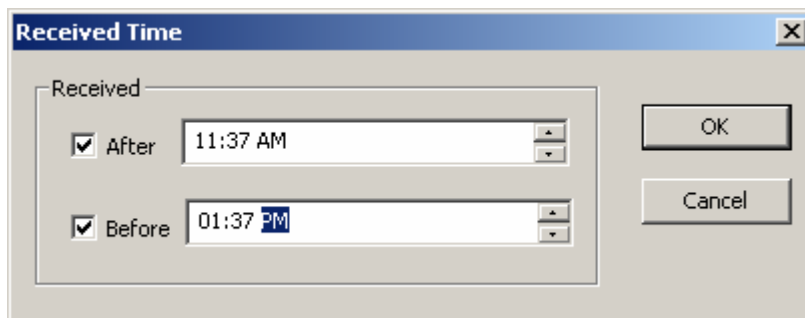 Received Time
Received
After 11:37 AM
OK
Before 01:37 PM
Cancel